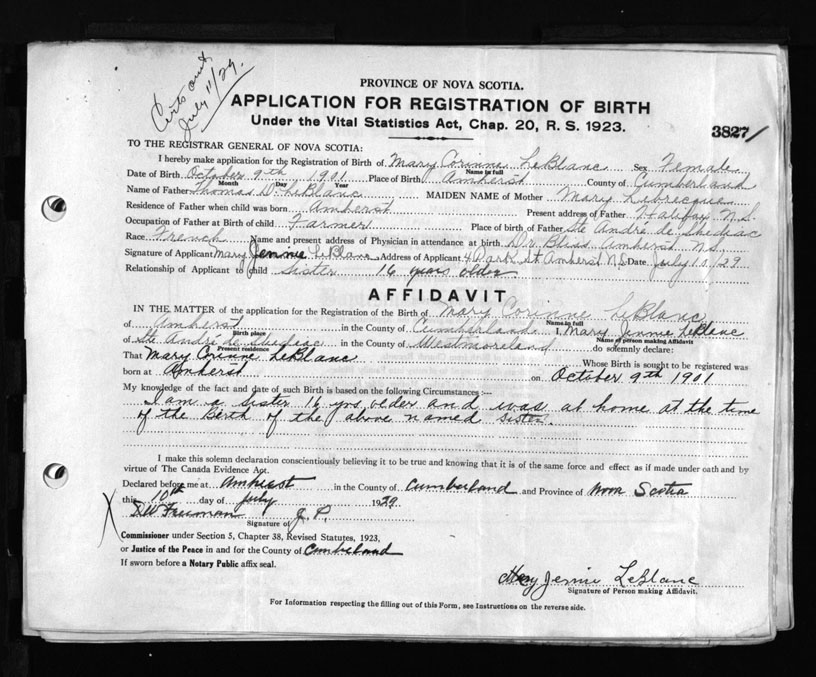 Certs out
July 11/29.
PROVINCE OF NOVA SCOTIA.
APPLICATION FOR REGISTRATION OF BIRTH
Under the Vital Statistics Act, Chap. 20, R. S. 1923.
3827/
TO THE REGISTRAR GENERAL OF NOVA SCOTIA:
I hereby make application for the Registration of Birth of Mary Corinne LeBlanc Sex Female
Name in full
Date of Birth October 9th 1901 Place of Birth Amherst County of Cumberland
Month Day Year
Name of Father Thomas D. LeBlanc MAIDEN NAME of Mother Mary
Residence of Father when child was born Amherst Present address of Father Halifax N.S.
Occupation of Father at Birth of child Farmer Place of birth of Father Ste André de Shediac
Race French Name and present address of Physician in attendance at birth Dr. Bliss Amherst N.S.
Signature of Applicant Mary Jennie LeBlanc Address of Applicant 4 Park st Amherst N.S. Date July 10/29
Relationship of Applicant to child Sister 16 years older
AFFIDAVIT
IN THE MATTER of the application for the Registration of the Birth of Mary Corinne LeBlanc
Name in full
of Amherst in the County of Cumberland I, Mary Jennie LeBlanc
Birth place Name of person making Affidavit
of Ste André de Shediac in the County of Westmoreland do solemnly declare:
Present residence
That Mary Corinne LeBlanc Whose Birth is sought to be registered was
born at Amherst on October 9th 1901
My knowledge of the fact and date of such Birth is based on the following Circumstances :—
I am a sister 16 yrs older and was at home at the time
of the Birth of the above named sister.
I make this solemn declaration conscientiously believing it to be true and knowing that it is of the same force and effect as if made under oath and by
virtue of The Canada Evidence Act.
Declared before me at Amherst in the County of Cumberland and Province of Nova Scotia
this 10th day of July 1929
X D.W. Freeman J. P.
Signature of
Commissioner under Section 5, Chapter 38, Revised Statutes, 1923,
or Justice of the Peace in and for the County of Cumberland
If sworn before a Notary Public affix seal.
Mary Jennie LeBlanc
Signature of Person making Affidavit.
For Information respecting the filling out of this Form, see Instructions on the reverse side.